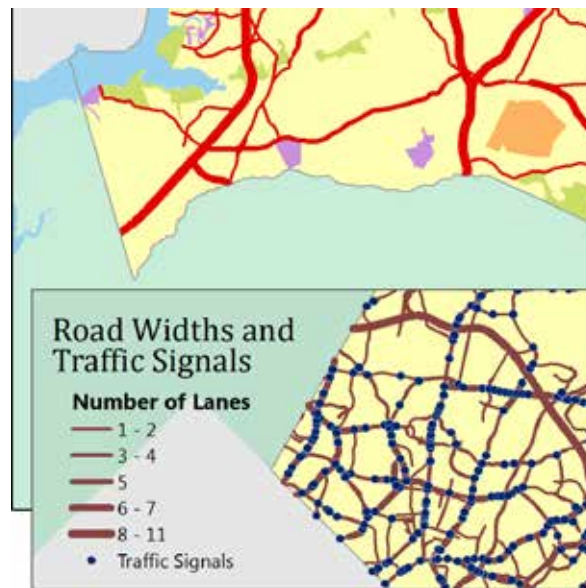 Road Widths and
Traffic Signals
Number of Lanes
1 - 2
3 - 4
5
6 - 7
8 - 11
Traffic Signals